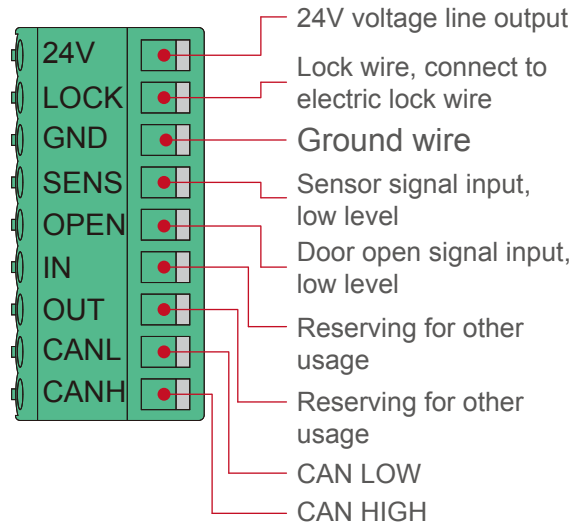 24V
LOCK
GND
SENS
OPEN
IN
OUT
CANL
CANH
24V voltage line output
Lock wire, connect to
electric lock wire
Ground wire
Sensor signal input,
low level
Door open signal input,
low level
Reserving for other
usage
Reserving for other
usage
CAN LOW
CAN HIGH